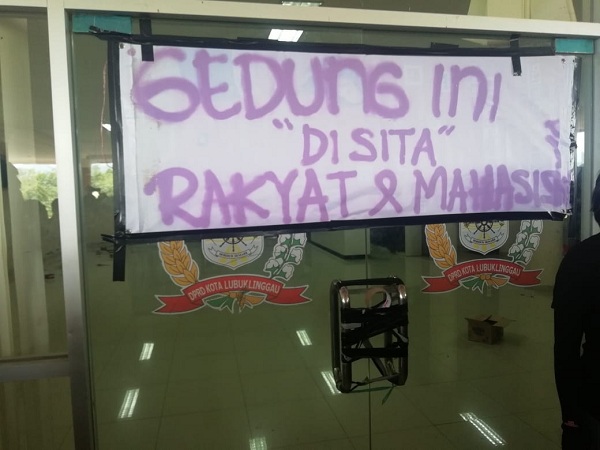 GEDUNG INI
"DI SITA"
RAKYAT & MAHASISWA
DPRD KOTA LUBUKLINGGAU
DPRD KOTA LUBUKLINGGAU